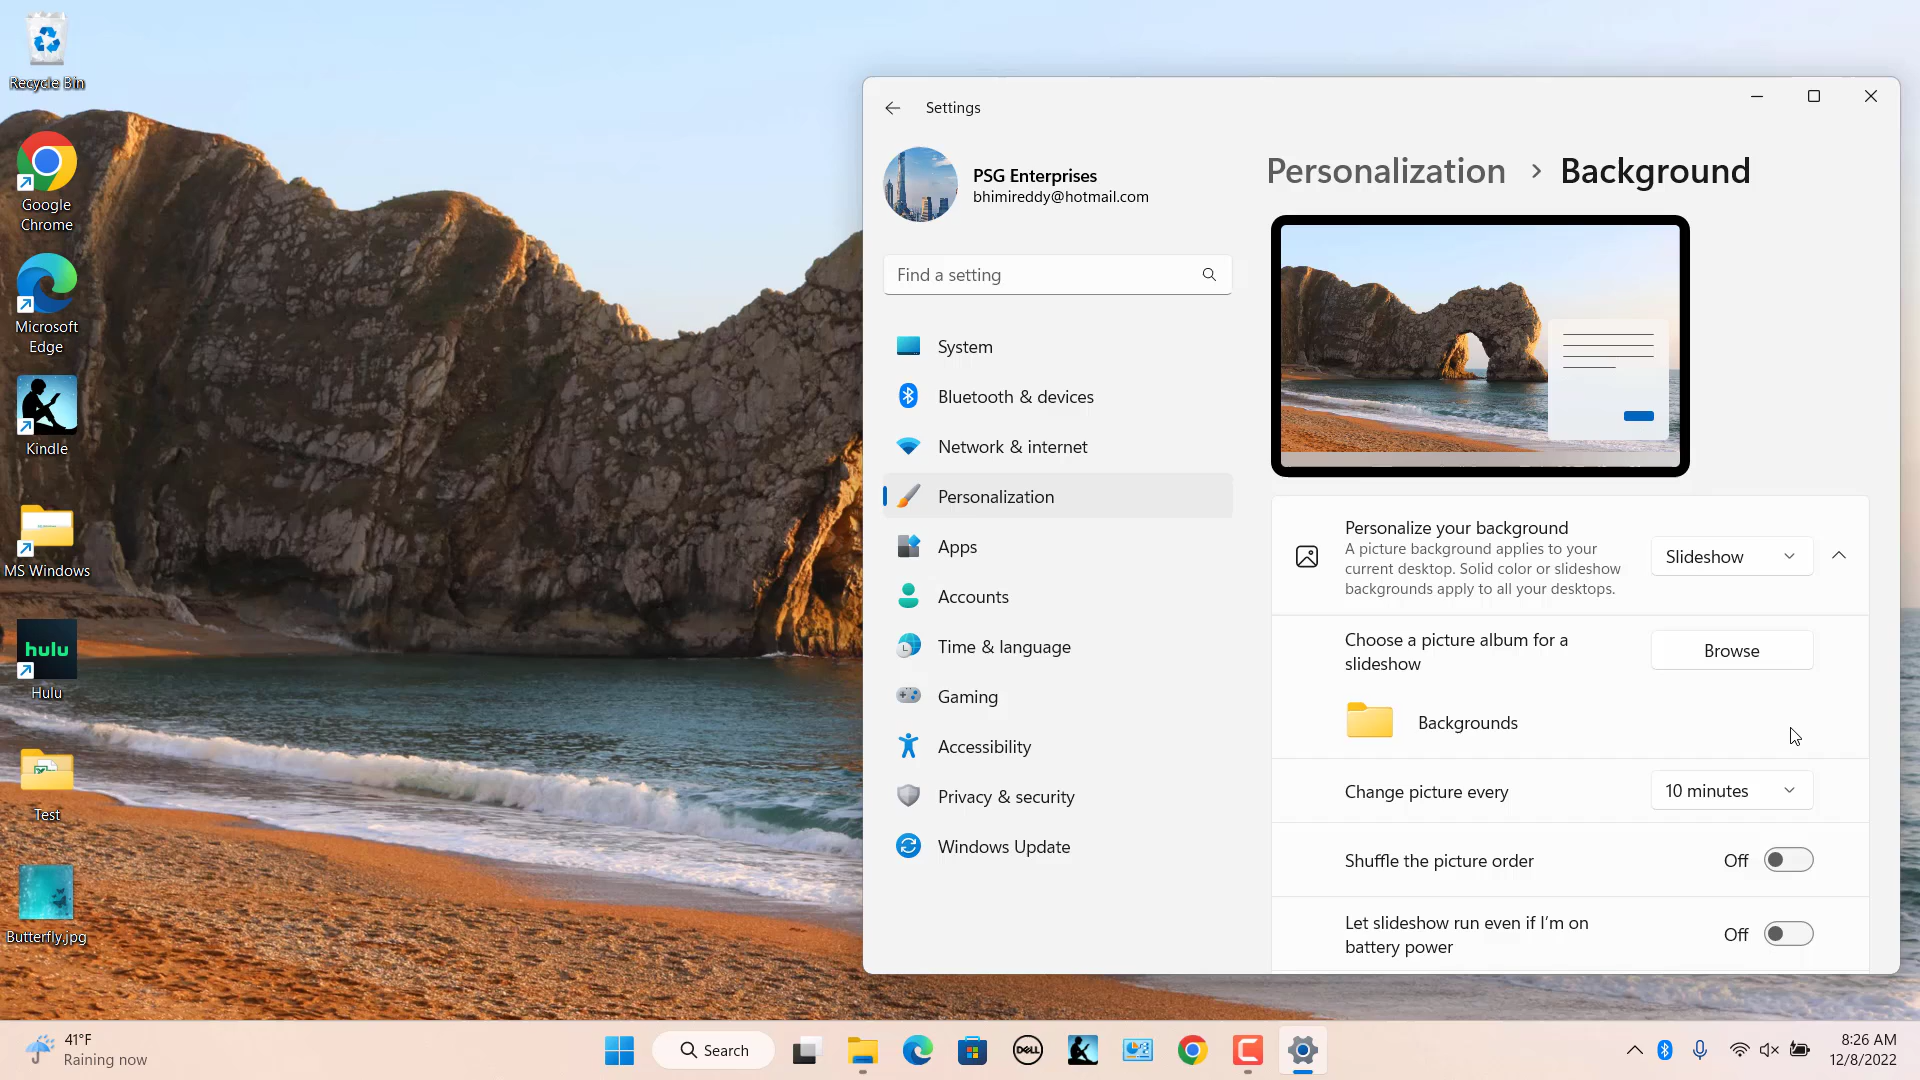 Recycle Bin
Google
Chrome
Microsoft
Edge
Kindle
MS Windows
hulu
Hulu
Test
Butterfly.jpg
Settings
PSG Enterprises
bhimireddy@hotmail.com
Find a setting
System
Bluetooth & devices
Network & internet
Personalization
Apps
Accounts
Time & language
Gaming
Accessibility
Privacy & security
Windows Update
Personalization > Background
Personalize your background
A picture background applies to your
current desktop. Solid color or slideshow
backgrounds apply to all your desktops.
Slideshow
Choose a picture album for a
slideshow
Browse
Backgrounds
Change picture every
10 minutes
Shuffle the picture order
Off
Let slideshow run even if I'm on
battery power
Off
41°F
Raining now
Search
DELL
8:26 AM
12/8/2022